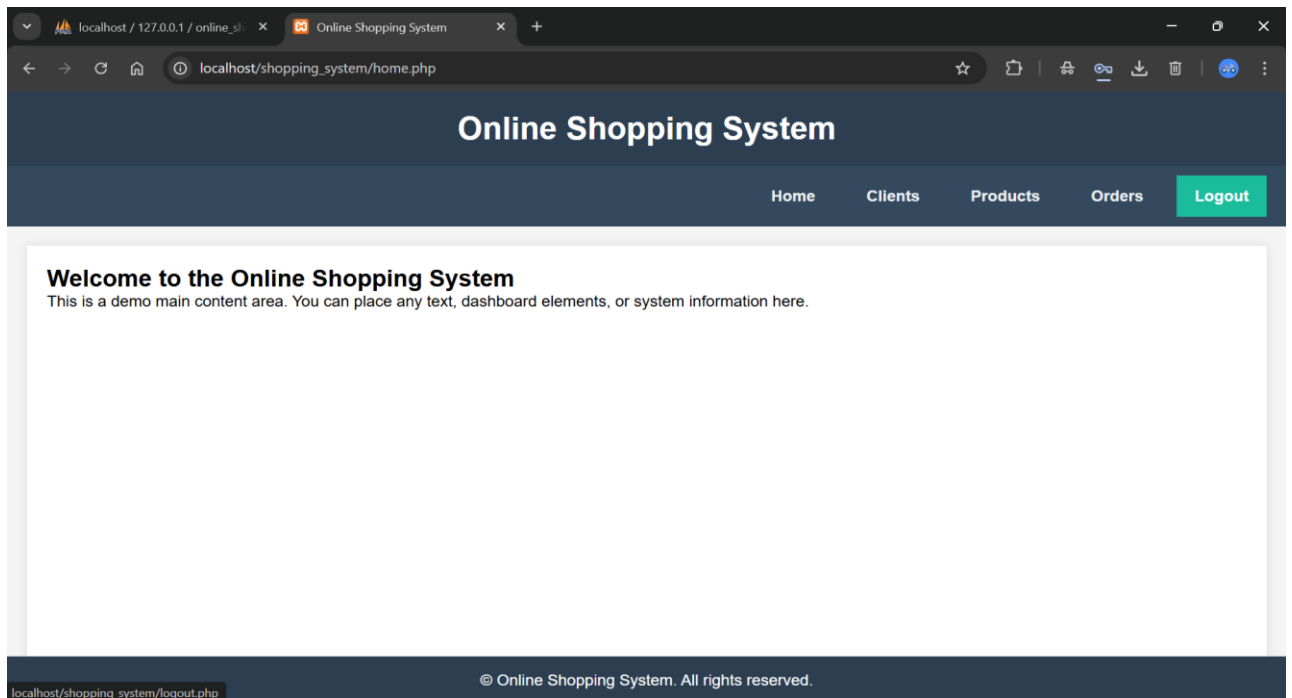 localhost / 127.0.0.1 / online_sh
Online Shopping System
localhost/shopping_system/home.php
Online Shopping System
Home Clients Products Orders Logout
Welcome to the Online Shopping System
This is a demo main content area. You can place any text, dashboard elements, or system information here.
© Online Shopping System. All rights reserved.
localhost/shopping_system/logout.php